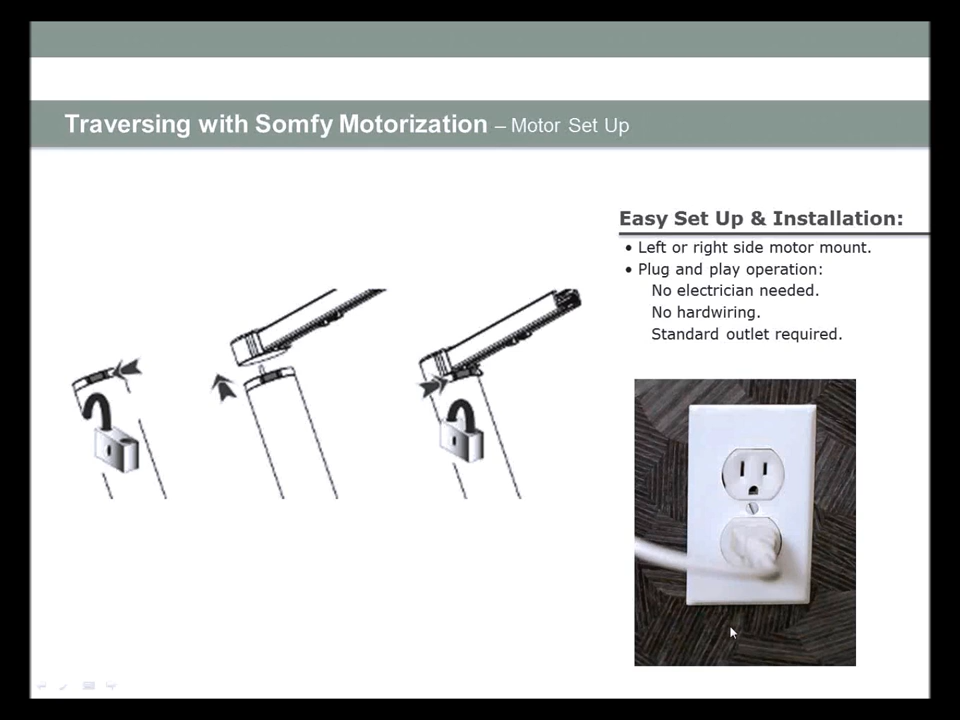 Traversing with Somfy Motorization – Motor Set Up
Easy Set Up & Installation:
• Left or right side motor mount.
• Plug and play operation:
No electrician needed.
No hardwiring.
Standard outlet required.